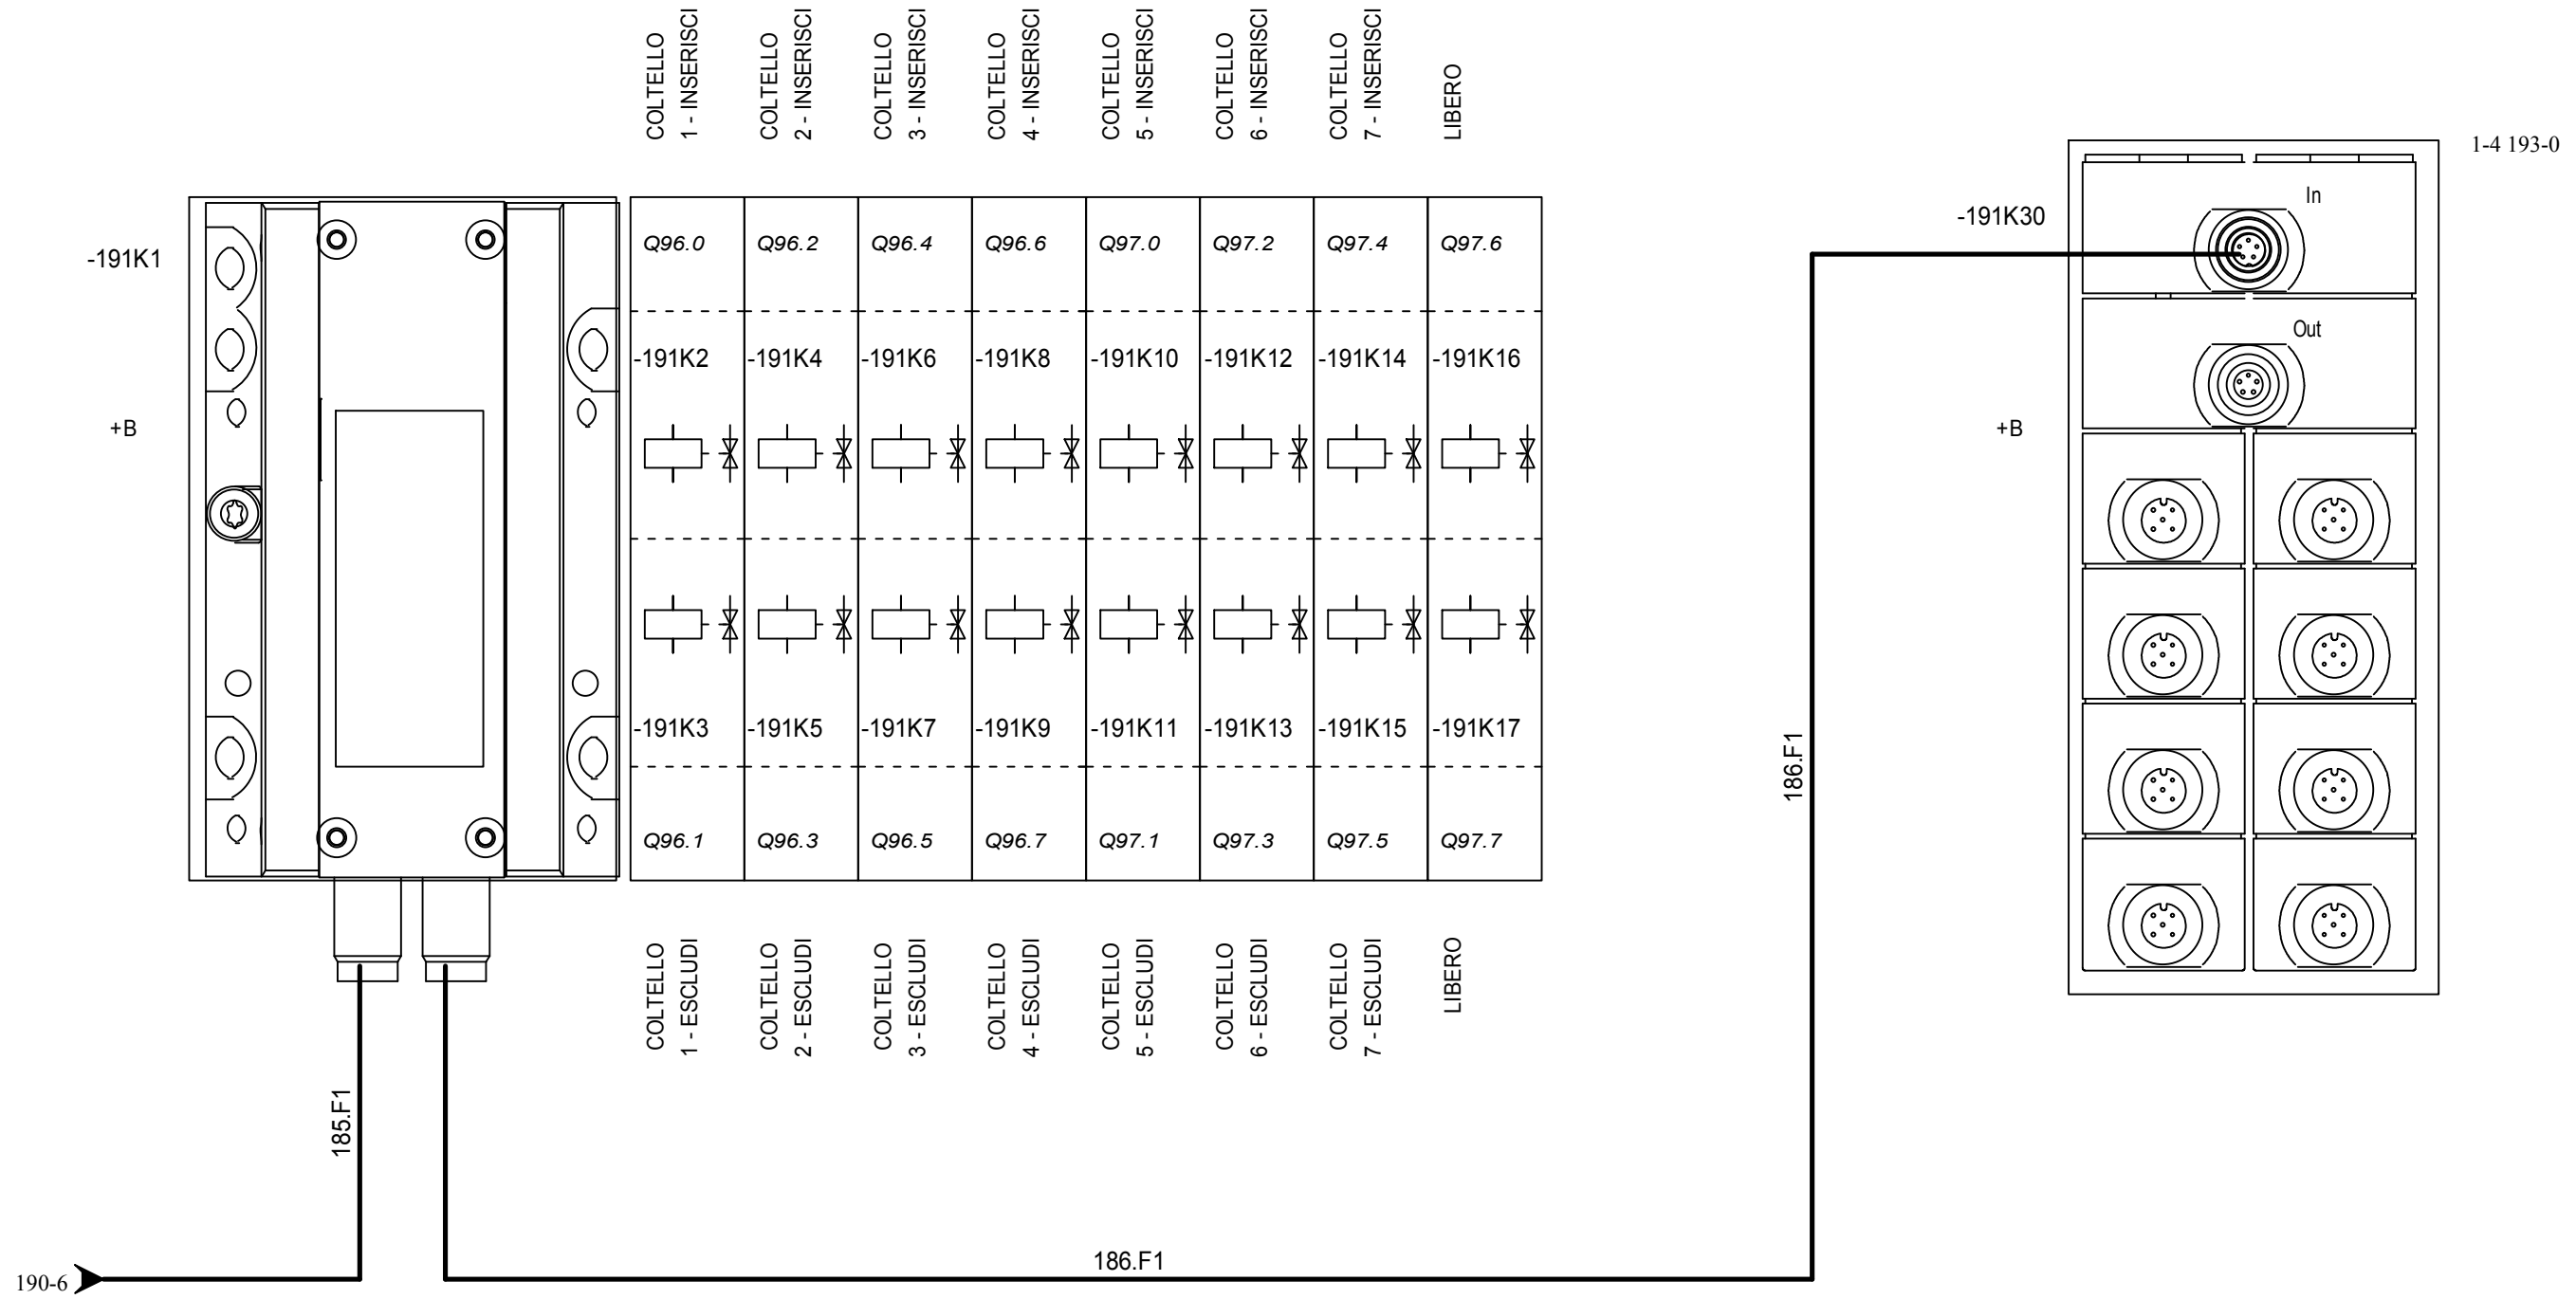 COLTELLO
1 - INSERISCI
COLTELLO
2 - INSERISCI
COLTELLO
3 - INSERISCI
COLTELLO
4 - INSERISCI
COLTELLO
5 - INSERISCI
COLTELLO
6 - INSERISCI
COLTELLO
7 - INSERISCI
LIBERO
1-4 193-0
-191K1
+B
Q96.0 Q96.2 Q96.4 Q96.6 Q97.0 Q97.2 Q97.4 Q97.6
-191K2 -191K4 -191K6 -191K8 -191K10 -191K12 -191K14 -191K16
-191K3 -191K5 -191K7 -191K9 -191K11 -191K13 -191K15 -191K17
Q96.1 Q96.3 Q96.5 Q96.7 Q97.1 Q97.3 Q97.5 Q97.7
COLTELLO
1 - ESCLUDI
COLTELLO
2 - ESCLUDI
COLTELLO
3 - ESCLUDI
COLTELLO
4 - ESCLUDI
COLTELLO
5 - ESCLUDI
COLTELLO
6 - ESCLUDI
COLTELLO
7 - ESCLUDI
LIBERO
-191K30
In
Out
+B
186.F1
185.F1
186.F1
190-6